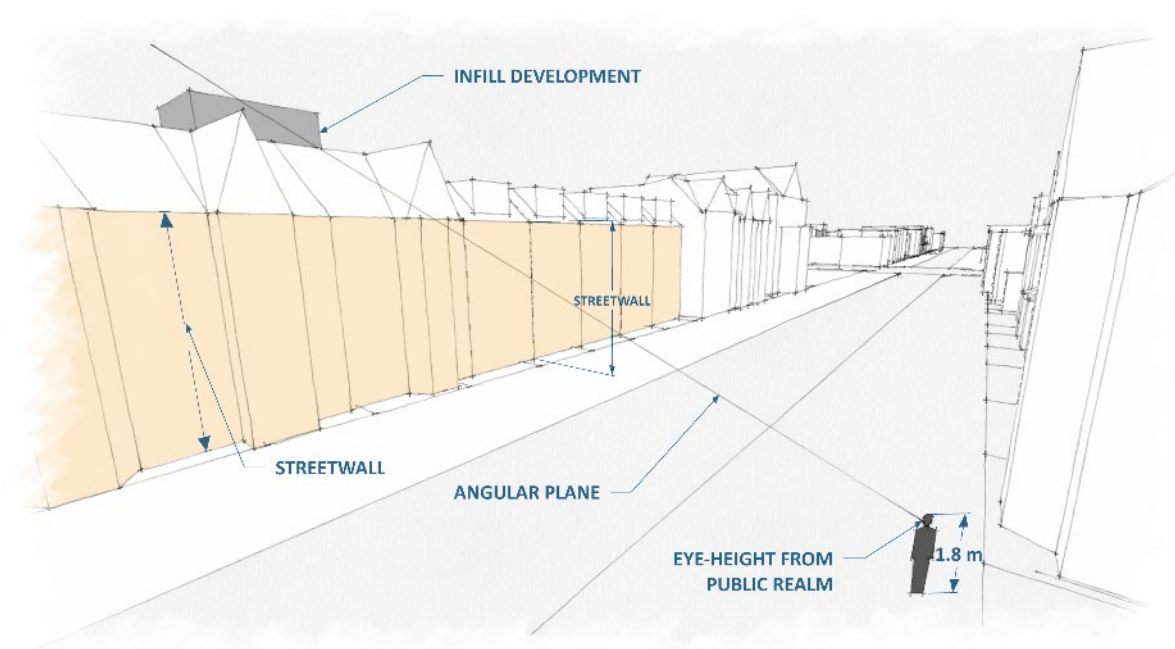 INFILL DEVELOPMENT
STREETWALL
STREETWALL
ANGULAR PLANE
EYE-HEIGHT FROM
PUBLIC REALM
1.8 m